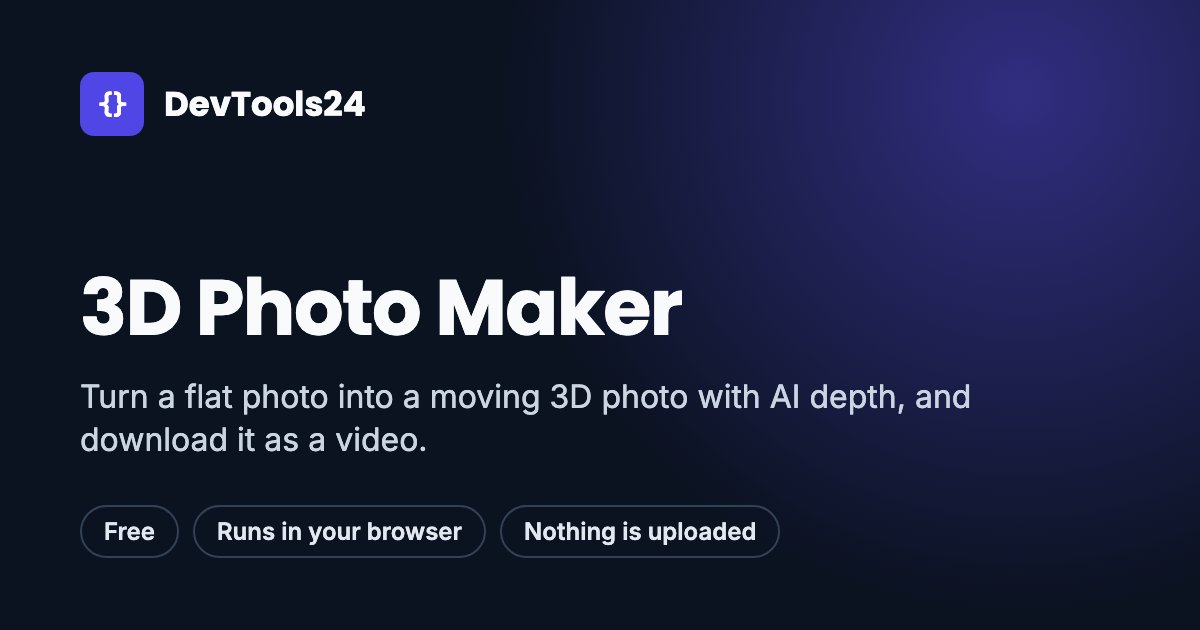 {}
DevTools24
3D Photo Maker
Turn a flat photo into a moving 3D photo with AI depth, and
download it as a video.
Free
Runs in your browser
Nothing is uploaded